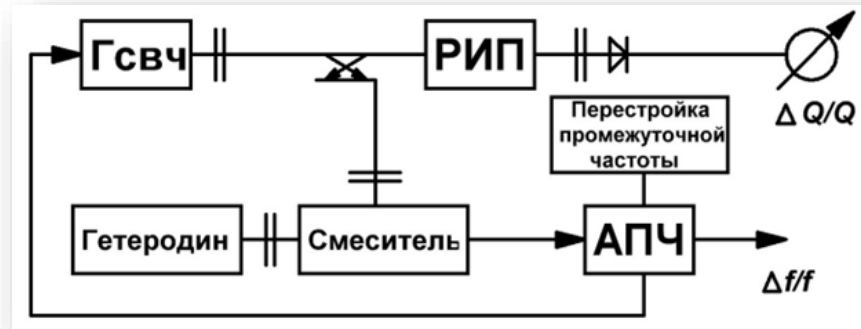 Гсвч
РИП
Δ Q/Q
Перестройка
промежуточной
частоты
Гетеродин
Смеситель
АПЧ
Δf/f